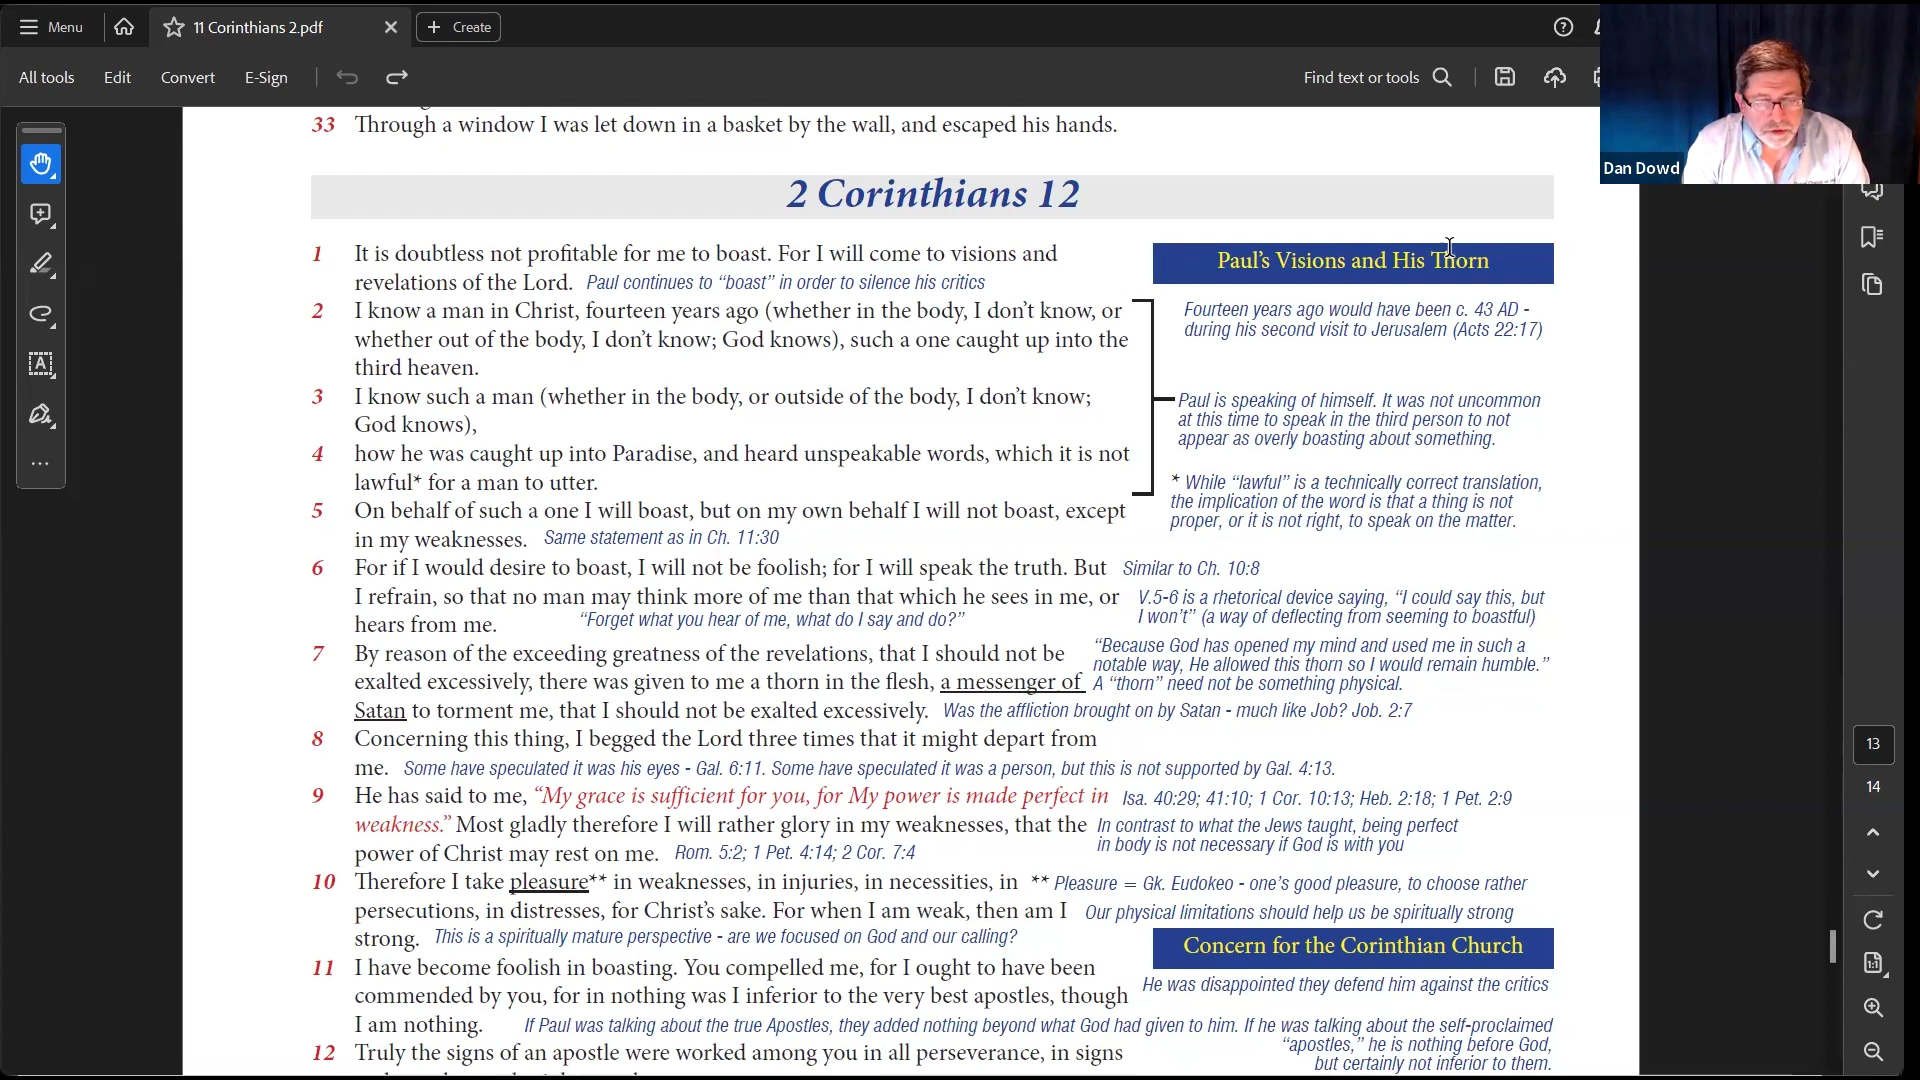 Menu
11 Corinthians 2.pdf
Create
All tools
Edit
Convert
E-Sign
Find text or tools
Dan Dowd
33 Through a window I was let down in a basket by the wall, and escaped his hands.
2 Corinthians 12
1 It is doubtless not profitable for me to boast. For I will come to visions and
revelations of the Lord. Paul continues to “boast” in order to silence his critics
Paul’s Visions and His Thorn
2 I know a man in Christ, fourteen years ago (whether in the body, I don’t know, or
whether out of the body, I don’t know; God knows), such a one caught up into the
third heaven.
Fourteen years ago would have been c. 43 AD -
during his second visit to Jerusalem (Acts 22:17)
3 I know such a man (whether in the body, or outside of the body, I don’t know;
God knows),
Paul is speaking of himself. It was not uncommon
at this time to speak in the third person to not
appear as overly boasting about something.
4 how he was caught up into Paradise, and heard unspeakable words, which it is not
lawful* for a man to utter.
* While “lawful” is a technically correct translation,
the implication of the word is that a thing is not
proper, or it is not right, to speak on the matter.
5 On behalf of such a one I will boast, but on my own behalf I will not boast, except
in my weaknesses. Same statement as in Ch. 11:30
6 For if I would desire to boast, I will not be foolish; for I will speak the truth. But Similar to Ch. 10:8
I refrain, so that no man may think more of me than that which he sees in me, or
hears from me. “Forget what you hear of me, what do I say and do?”
V.5-6 is a rhetorical device saying, “I could say this, but
I won’t” (a way of deflecting from seeming to boastful)
7 By reason of the exceeding greatness of the revelations, that I should not be
exalted excessively, there was given to me a thorn in the flesh, a messenger of
Satan to torment me, that I should not be exalted excessively. Was the affliction brought on by Satan - much like Job? Job. 2:7
“Because God has opened my mind and used me in such a
notable way, He allowed this thorn so I would remain humble.”
A “thorn” need not be something physical.
8 Concerning this thing, I begged the Lord three times that it might depart from
me. Some have speculated it was his eyes - Gal. 6:11. Some have speculated it was a person, but this is not supported by Gal. 4:13.
9 He has said to me, “My grace is sufficient for you, for My power is made perfect in Isa. 40:29; 41:10; 1 Cor. 10:13; Heb. 2:18; 1 Pet. 2:9
weakness.” Most gladly therefore I will rather glory in my weaknesses, that the
power of Christ may rest on me. Rom. 5:2; 1 Pet. 4:14; 2 Cor. 7:4
In contrast to what the Jews taught, being perfect
in body is not necessary if God is with you
10 Therefore I take pleasure** in weaknesses, in injuries, in necessities, in ** Pleasure = Gk. Eudokeo - one’s good pleasure, to choose rather
persecutions, in distresses, for Christ’s sake. For when I am weak, then am I Our physical limitations should help us be spiritually strong
strong. This is a spiritually mature perspective - are we focused on God and our calling?
Concern for the Corinthian Church
11 I have become foolish in boasting. You compelled me, for I ought to have been
commended by you, for in nothing was I inferior to the very best apostles, though
He was disappointed they defend him against the critics
I am nothing. If Paul was talking about the true Apostles, they added nothing beyond what God had given to him. If he was talking about the self-proclaimed
“apostles,” he is nothing before God,
but certainly not inferior to them.
12 Truly the signs of an apostle were worked among you in all perseverance, in signs
13
14
1:1